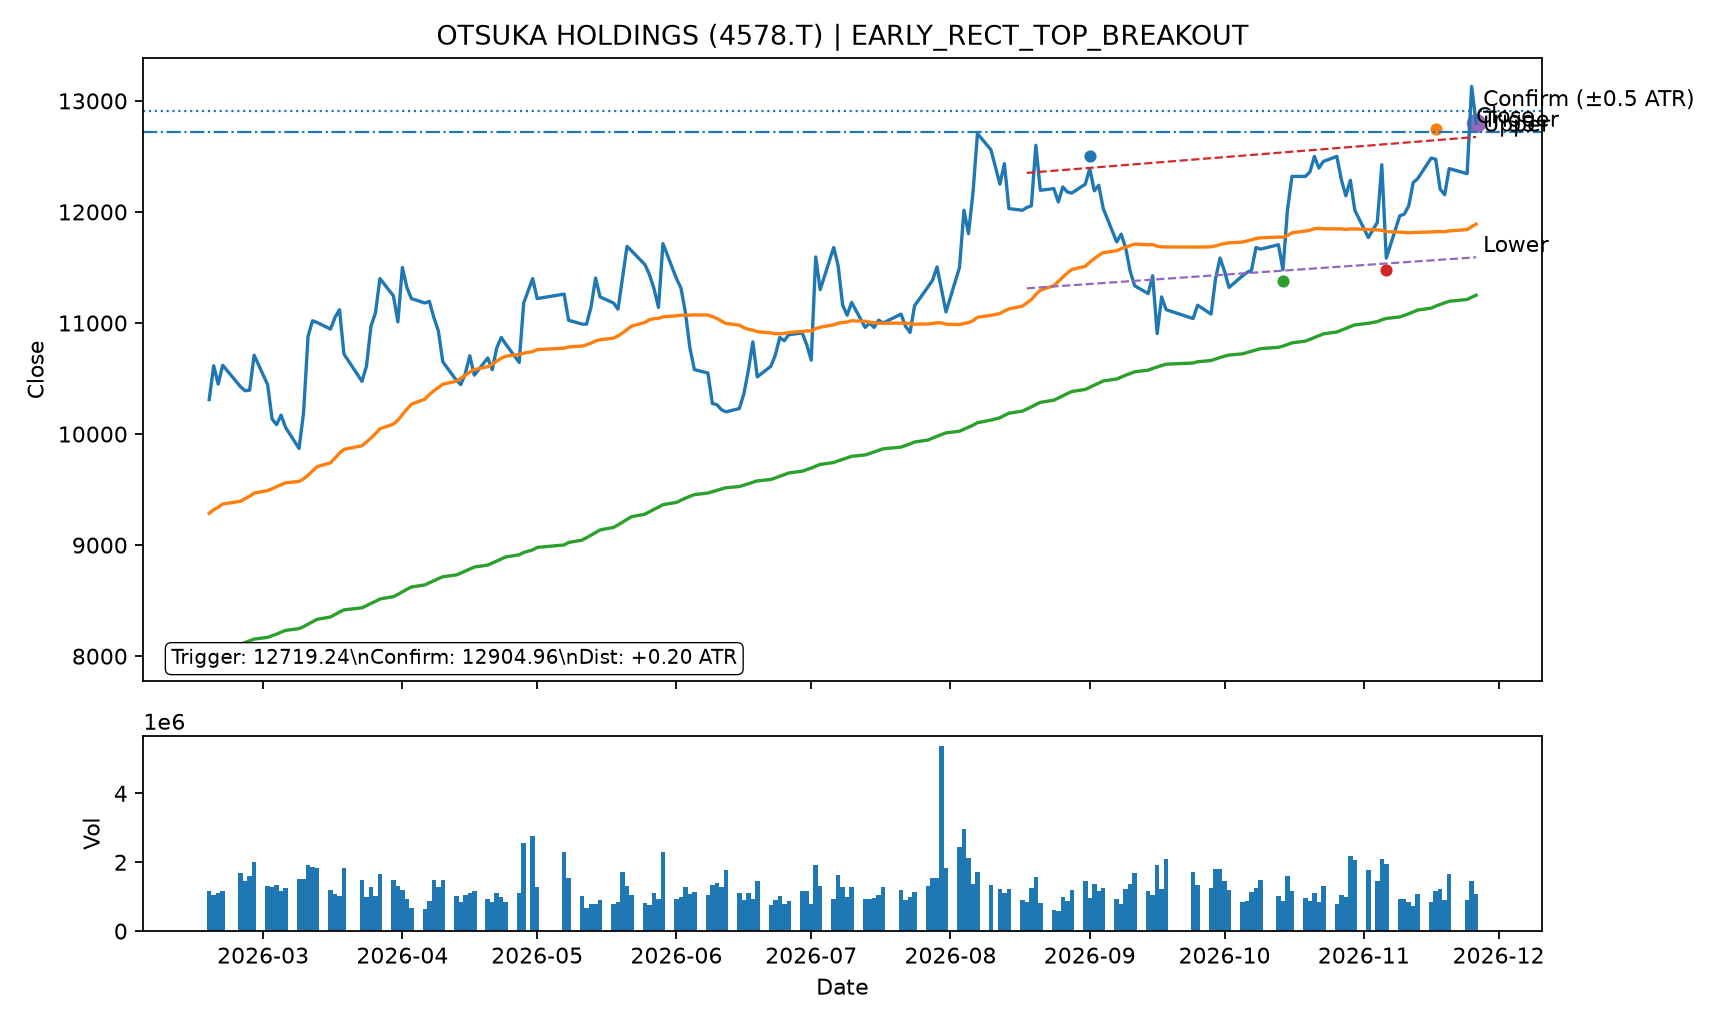 OTSUKA HOLDINGS (4578.T) | EARLY_RECT_TOP_BREAKOUT
13000
12000
11000
10000
9000
8000
Close
Confirm (±0.5 ATR)
Close
Trigger
Upper
Lower
Trigger: 12719.24\nConfirm: 12904.96\nDist: +0.20 ATR
1e6
4
2
0
Vol
2026-03
2026-04
2026-05
2026-06
2026-07
2026-08
2026-09
2026-10
2026-11
2026-12
Date